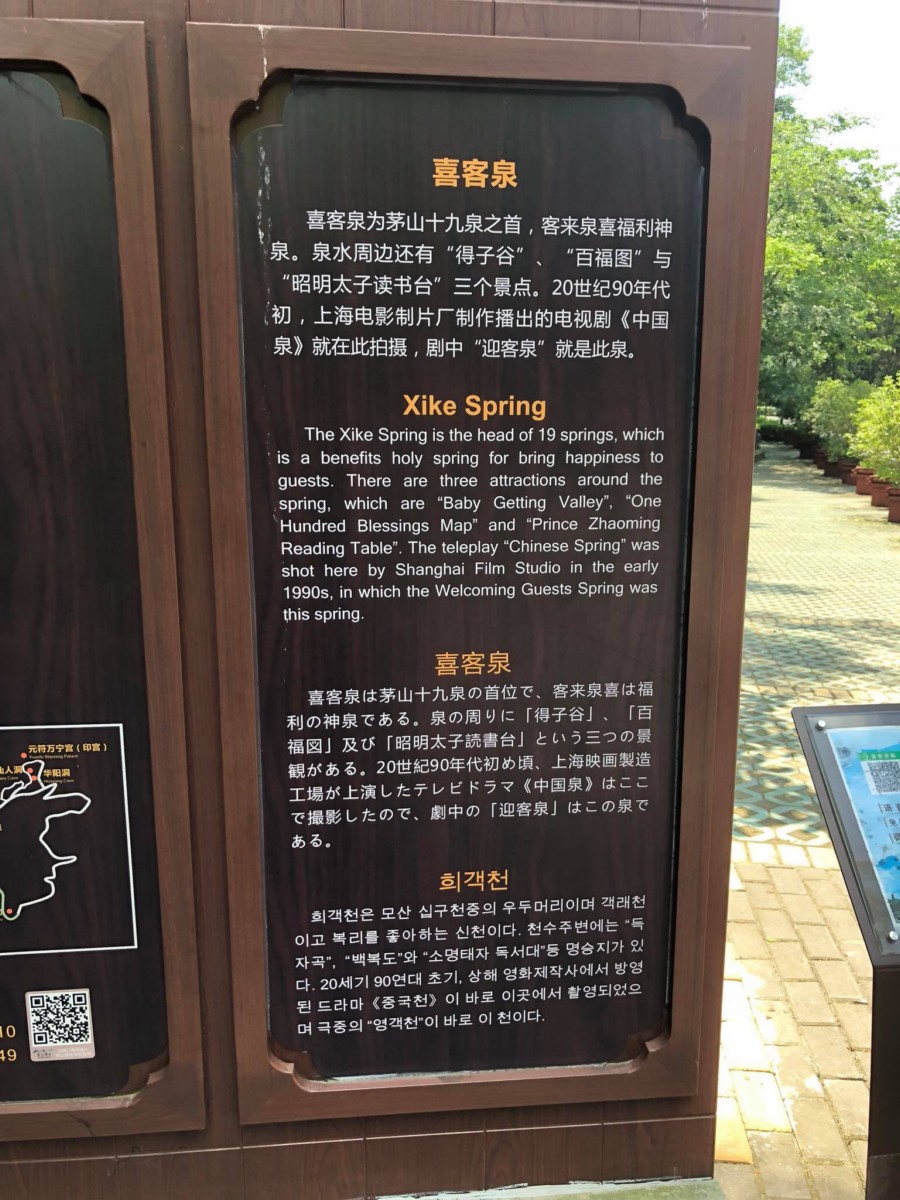 喜客泉
喜客泉为茅山十九泉之首，客来泉喜福利神
泉。泉水周边还有“得子谷”、“百福图”与
“昭明太子读书台”三个景点。20世纪90年代
初，上海电影制片厂制作播出的电视剧《中国
泉》就在此拍摄，剧中“迎客泉”就是此泉。
Xike Spring
The Xike Spring is the head of 19 springs, which
is a benefits holy spring for bring happiness to
guests. There are three attractions around the
spring, which are “Baby Getting Valley”, “One
Hundred Blessings Map” and “Prince Zhaoming
Reading Table”. The teleplay “Chinese Spring” was
shot here by Shanghai Film Studio in the early
1990s, in which the Welcoming Guests Spring was
this spring.
喜客泉
喜客泉は茅山十九泉の首位で、客来泉喜は福
利の神泉である。泉の周りに「得子谷」、「百
福図」及び「昭明太子読書台」という三つの景
観がある。20世紀90年代初め頃、上海映画製造
工場が上演したテレビドラマ《中国泉》はここ
で撮影したので、劇中の「迎客泉」はこの泉で
ある。
희객천
희객천은 모산 십구천중의 우두머리이며 객래천
이고 복리를 좋아하는 신천이다. 천수주변에는 “득
자곡”, “백복도”와 “소명태자 독서대”등 명승지가 있
다. 20세기 90연대 초기, 상해 영화제작사에서 방영
된 드라마《중국천》이 바로 이곳에서 촬영되었으
며 극중의 “영객천”이 바로 이 천이다.
元符万宁宫（印宫）
仙人洞
华阳洞
10
49